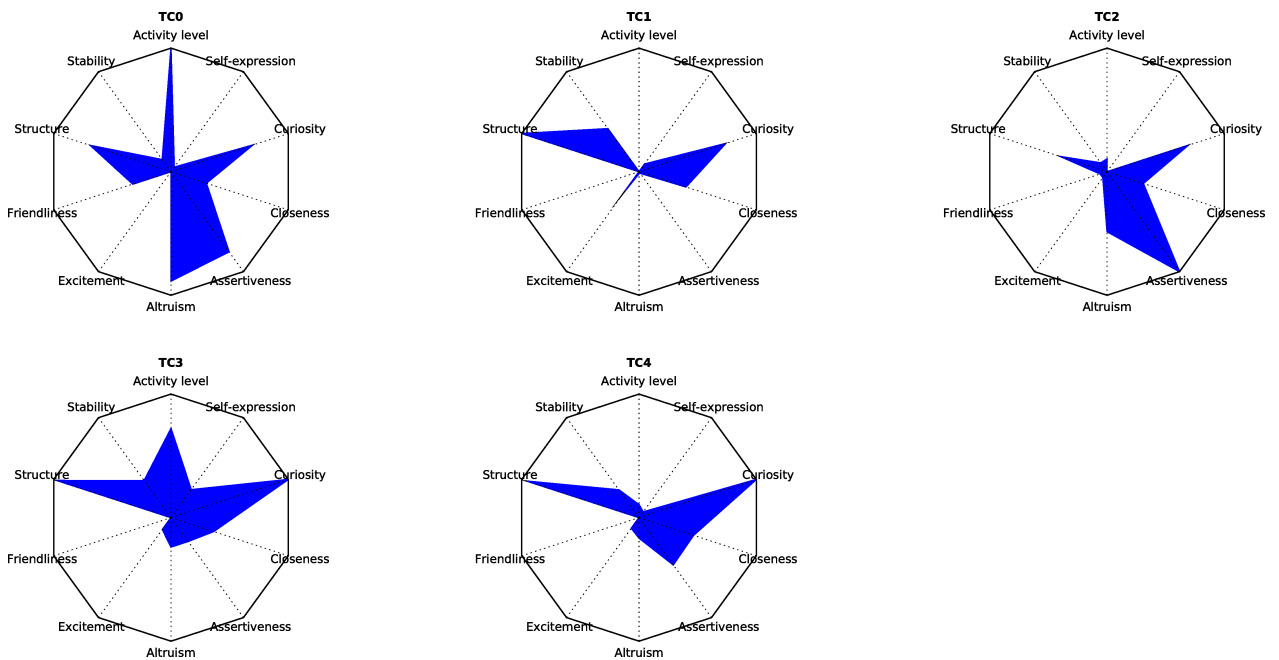 TC0
Activity level
Stability
Self-expression
Structure
Curiosity
Friendliness
Closeness
Excitement
Assertiveness
Altruism
TC1
Activity level
Stability
Self-expression
Structure
Curiosity
Friendliness
Closeness
Excitement
Assertiveness
Altruism
TC2
Activity level
Stability
Self-expression
Structure
Curiosity
Friendliness
Closeness
Excitement
Assertiveness
Altruism
TC3
Activity level
Stability
Self-expression
Structure
Curiosity
Friendliness
Closeness
Excitement
Assertiveness
Altruism
TC4
Activity level
Stability
Self-expression
Structure
Curiosity
Friendliness
Closeness
Excitement
Assertiveness
Altruism